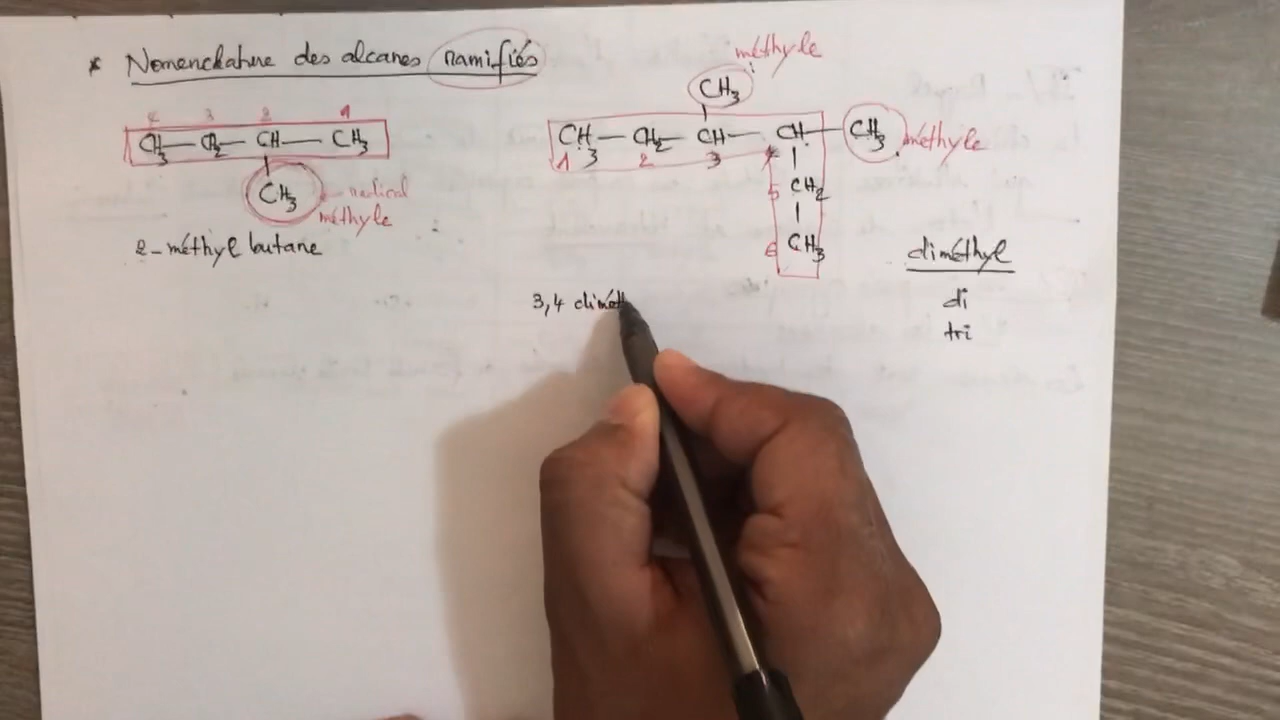 * Nomenclature des alcanes ramifiés
4 3 2 1
CH3 — CH2 — CH — CH3
CH3 radical
méthyle
2-méthyl butane
méthyle
CH3
CH3 — CH2 — CH — CH — CH3 méthyle
1 2 3 4
5 CH2
6 CH3
3,4 diméth
diméthyl
di
tri